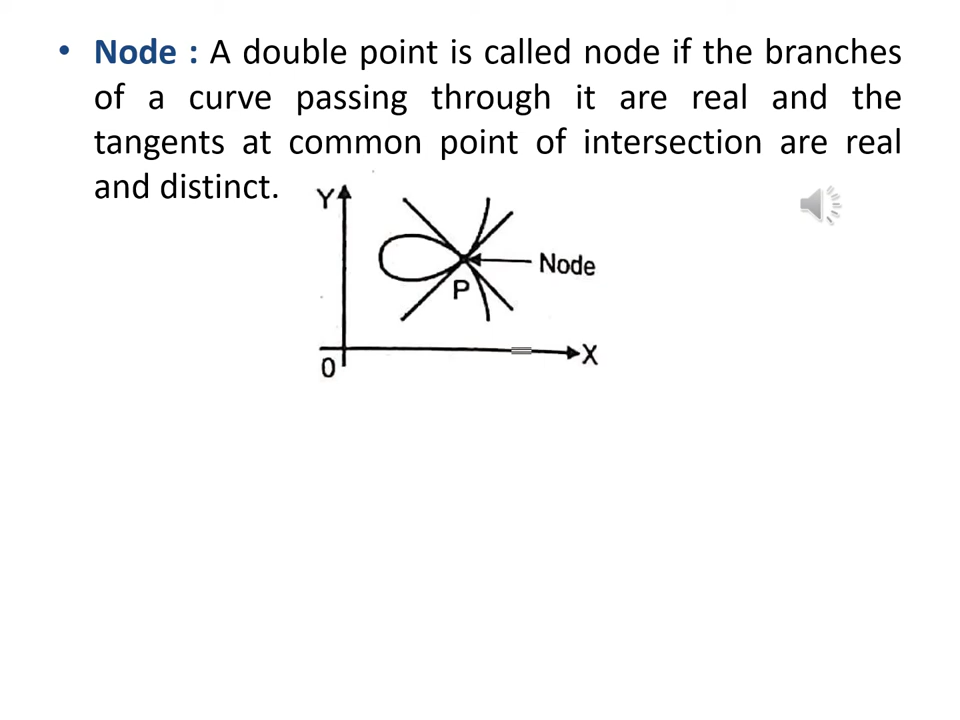 • Node : A double point is called node if the branches
of a curve passing through it are real and the
tangents at common point of intersection are real
and distinct.
Y
Node
P
X
0